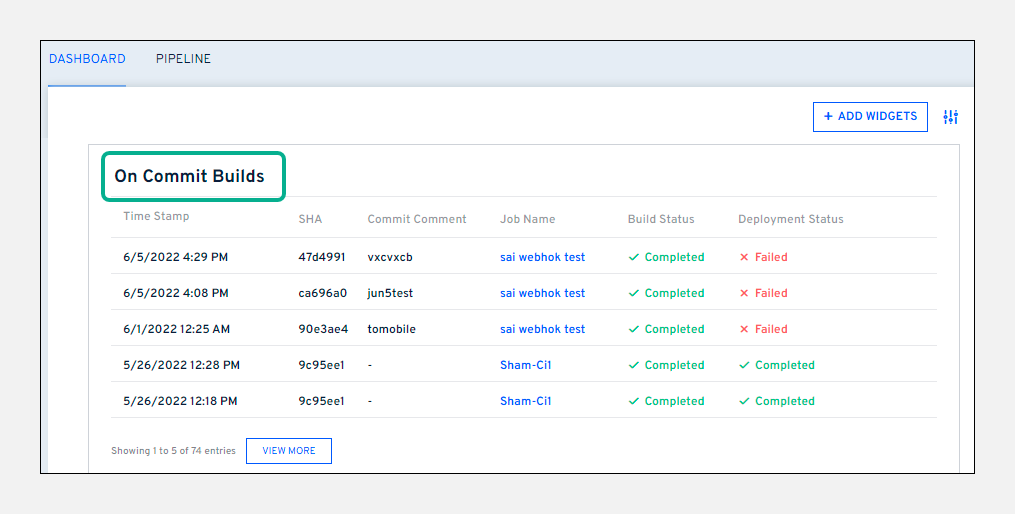 DASHBOARD PIPELINE
+ ADD WIDGETS
On Commit Builds
Time Stamp SHA Commit Comment Job Name Build Status Deployment Status
6/5/2022 4:29 PM 47d4991 vxcvxcb sai webhok test Completed Failed
6/5/2022 4:08 PM ca696a0 jun5test sai webhok test Completed Failed
6/1/2022 12:25 AM 90e3ae4 tomobile sai webhok test Completed Failed
5/26/2022 12:28 PM 9c95ee1 - Sham-Ci1 Completed Completed
5/26/2022 12:18 PM 9c95ee1 - Sham-Ci1 Completed Completed
Showing 1 to 5 of 74 entries VIEW MORE